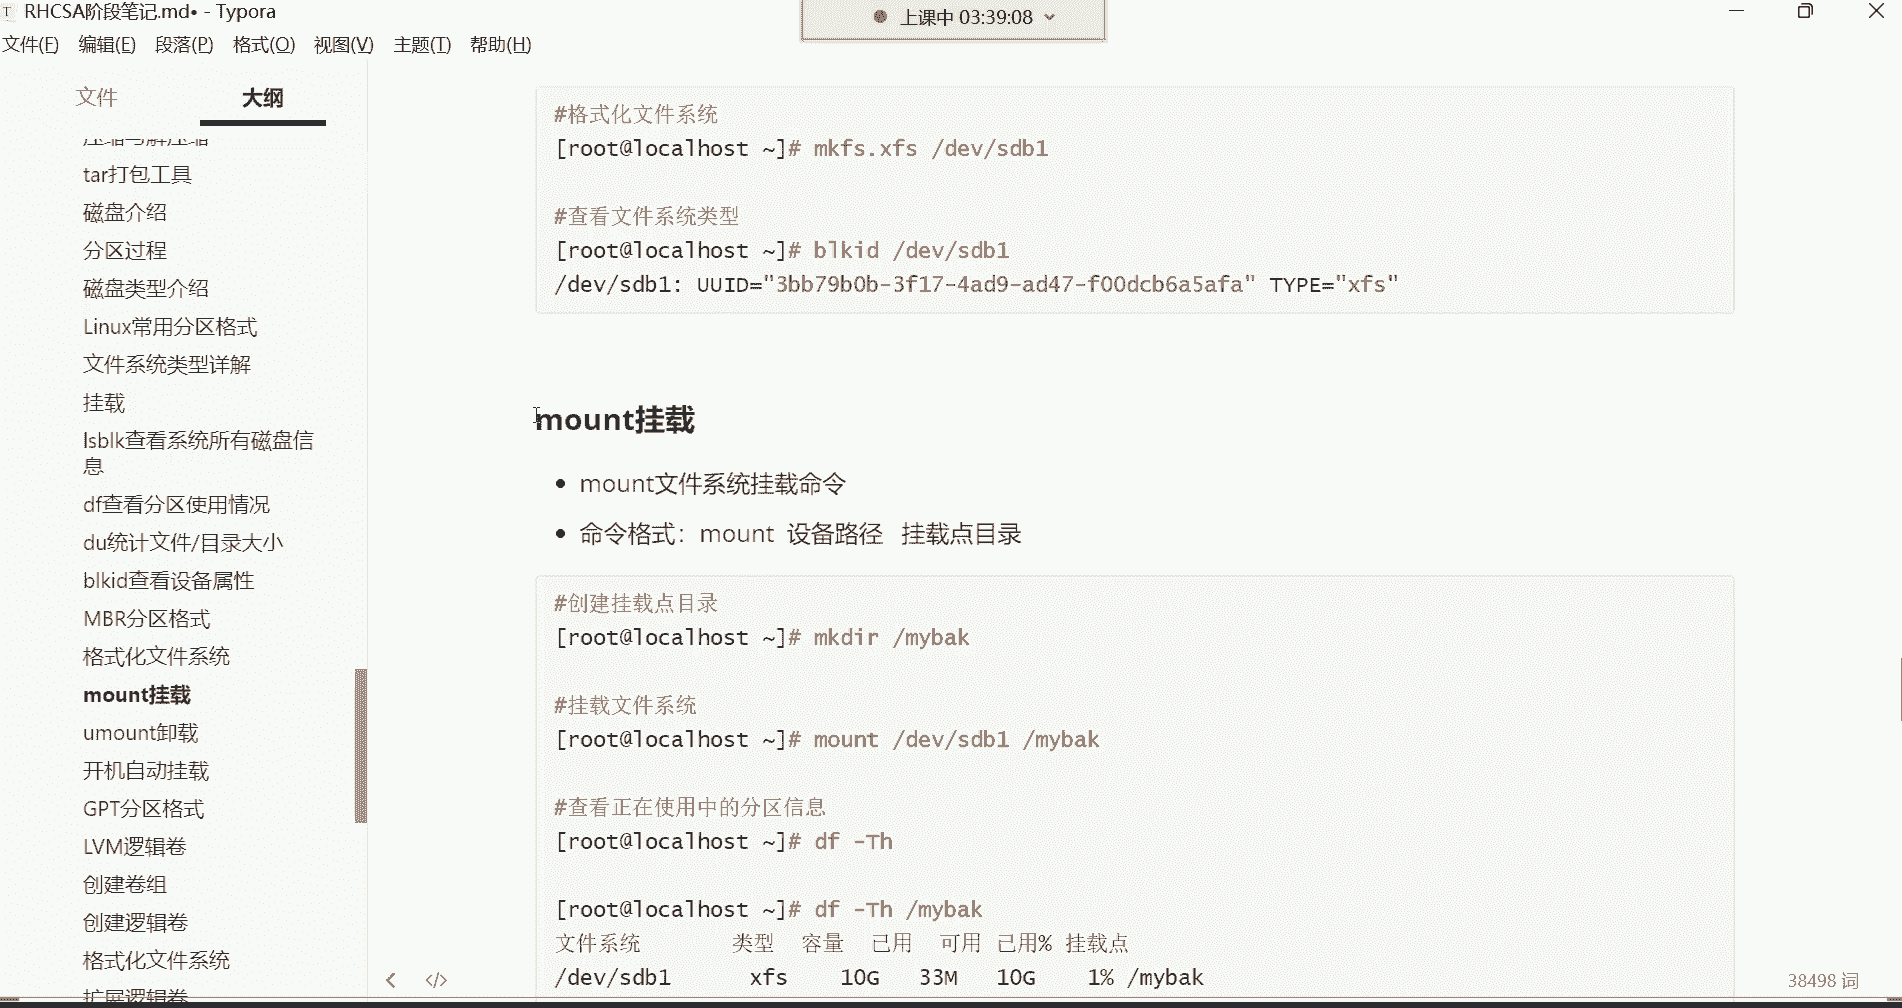 RHCSA阶段笔记.md• - Typora
上课中 03:39:08
文件(F) 编辑(E) 段落(P) 格式(O) 视图(V) 主题(T) 帮助(H)
文件 大纲
压缩与解压缩
tar打包工具
磁盘介绍
分区过程
磁盘类型介绍
Linux常用分区格式
文件系统类型详解
挂载
lsblk查看系统所有磁盘信
息
df查看分区使用情况
du统计文件/目录大小
blkid查看设备属性
MBR分区格式
格式化文件系统
mount挂载
umount卸载
开机自动挂载
GPT分区格式
LVM逻辑卷
创建卷组
创建逻辑卷
格式化文件系统
扩展逻辑卷
#格式化文件系统
[root@localhost ~]# mkfs.xfs /dev/sdb1
#查看文件系统类型
[root@localhost ~]# blkid /dev/sdb1
/dev/sdb1: UUID="3bb79b0b-3f17-4ad9-ad47-f00dcb6a5afa" TYPE="xfs"
mount挂载
• mount文件系统挂载命令
• 命令格式：mount 设备路径 挂载点目录
#创建挂载点目录
[root@localhost ~]# mkdir /mybak
#挂载文件系统
[root@localhost ~]# mount /dev/sdb1 /mybak
#查看正在使用中的分区信息
[root@localhost ~]# df -Th
[root@localhost ~]# df -Th /mybak
文件系统 类型 容量 已用 可用 已用% 挂载点
/dev/sdb1 xfs 10G 33M 10G 1% /mybak
38498 词